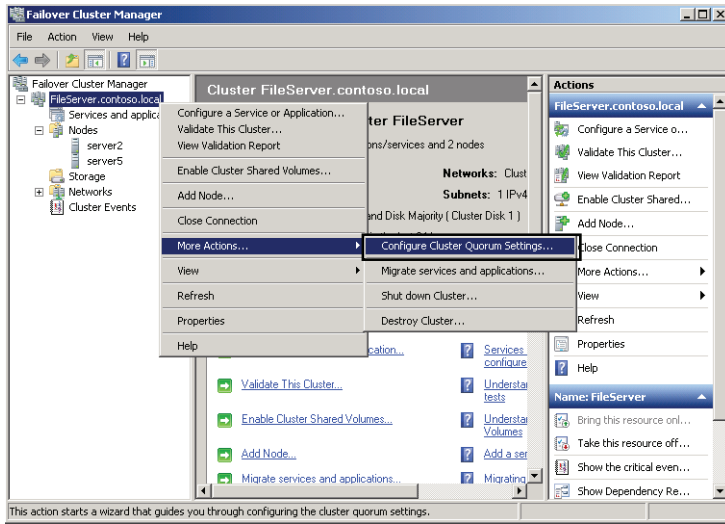 Failover Cluster Manager
File Action View Help
Failover Cluster Manager
FileServer.contoso.local
Services and applica
Nodes
server2
server5
Storage
Networks
Cluster Events
Cluster FileServer.contoso.local
ter FileServer
ons/services and 2 nodes
Networks: Clust
Subnets: 1 IPv4
and Disk Majority ( Cluster Disk 1 )
Configure a Service or Application...
Validate This Cluster...
View Validation Report
Enable Cluster Shared Volumes...
Add Node...
Close Connection
More Actions...
View
Refresh
Properties
Help
Configure Cluster Quorum Settings...
Migrate services and applications...
Shut down Cluster...
Destroy Cluster...
cation...
Services
configure
Validate This Cluster...
Understar
tests
Enable Cluster Shared Volumes...
Understar
Volumes
Add Node...
Add a ser
Migrate services and applications...
Migrating
Actions
FileServer.contoso.local
Configure a Service o...
Validate This Cluster...
View Validation Report
Enable Cluster Shared...
Add Node...
Close Connection
More Actions...
View
Refresh
Properties
Help
Name: FileServer
Bring this resource onl...
Take this resource off...
Show the critical even...
Show Dependency Re...
This action starts a wizard that guides you through configuring the cluster quorum settings.